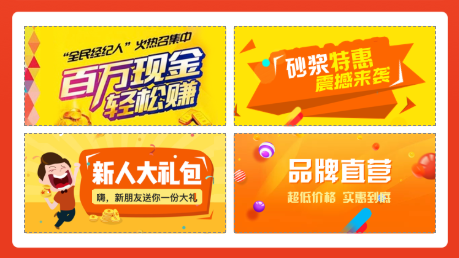 “全民经纪人”火热召集中
百万现金
轻松赚
砂浆特惠
震撼来袭
新人大礼包
嗨，新朋友送你一份大礼
品牌直营
超低价格 实惠到底